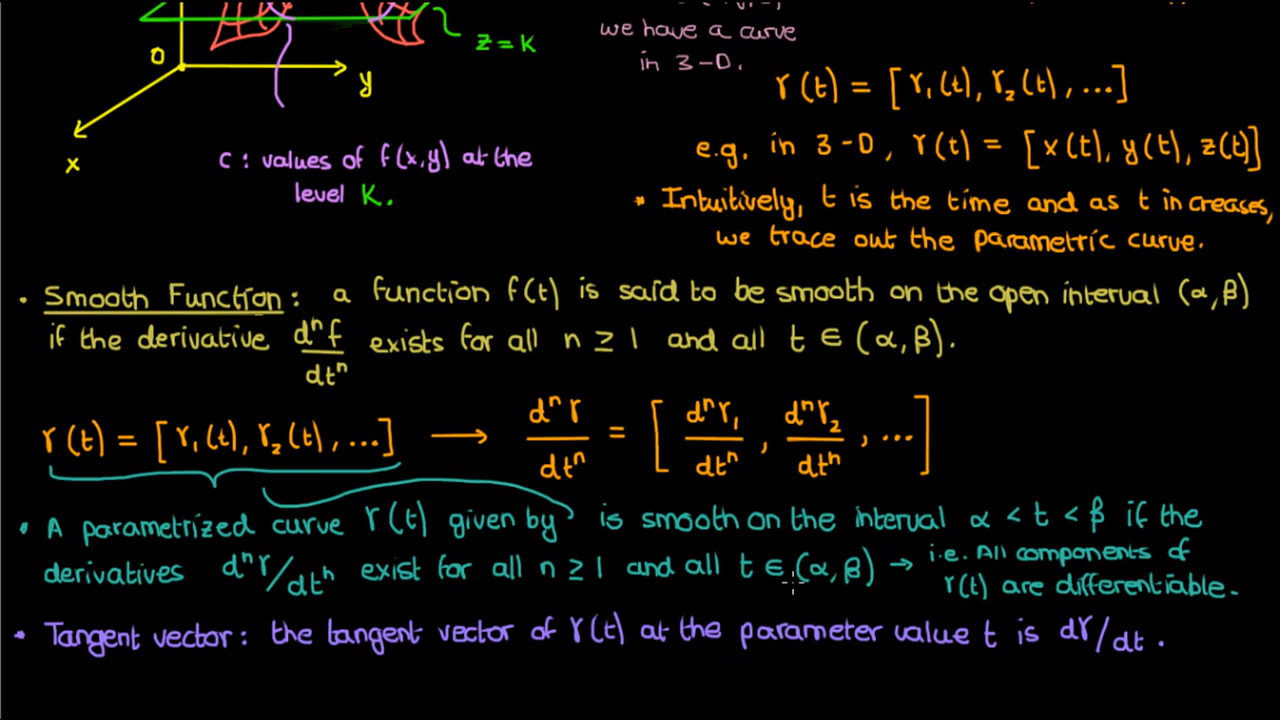 z = K
O
y
x
we have a curve
in 3-D.
c : values of f(x,y) at the
level K.
r(t) = [r₁(t), r₂(t), ...]
e.g. in 3-D, r(t) = [x(t), y(t), z(t)]
* Intuitively, t is the time and as t increases,
we trace out the parametric curve.
• Smooth Function: a function f(t) is said to be smooth on the open interval (α, β)
if the derivative dⁿf/dtⁿ exists for all n ≥ 1 and all t ∈ (α, β).
r(t) = [r₁(t), r₂(t), ...] → dⁿr/dtⁿ = [dⁿr₁/dtⁿ, dⁿr₂/dtⁿ, ...]
* A parametrized curve r(t) given by is smooth on the interval α < t < β if the
derivatives dⁿr/dtⁿ exist for all n ≥ 1 and all t ∈ (α, β) → i.e. All components of
r(t) are differentiable.
* Tangent vector: the tangent vector of r(t) at the parameter value t is dr/dt.